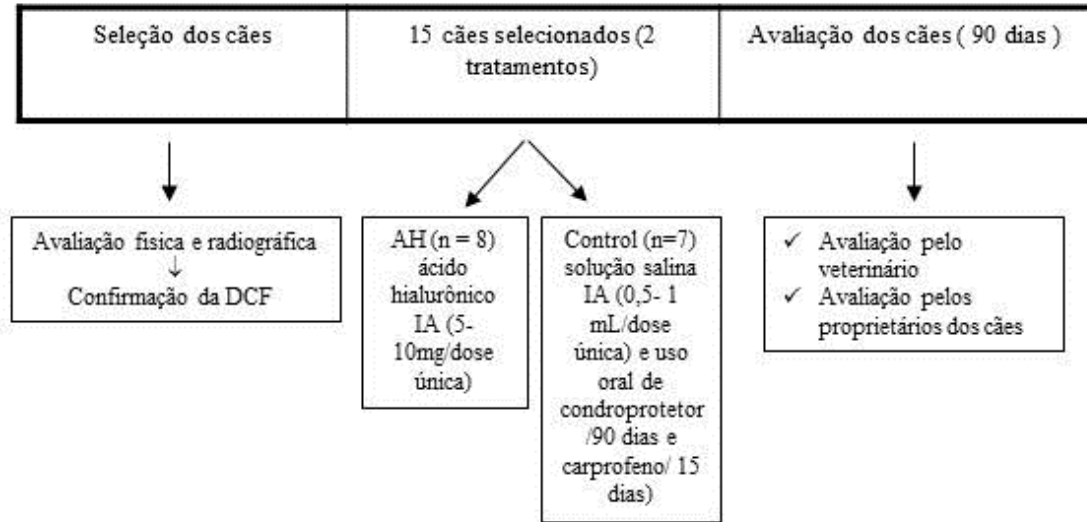 Seleção dos cães
15 cães selecionados (2
tratamentos)
Avaliação dos cães ( 90 dias )
Avaliação fisica e radiográfica
↓
Confirmação da DCF
AH (n = 8)
ácido
hialurônico
IA (5-
10mg/dose
única)
Control (n=7)
solução salina
IA (0,5- 1
mL/dose
única) e uso
oral de
condroprotetor
/90 dias e
carprofeno/ 15
dias)
✓ Avaliação pelo
veterinário
✓ Avaliação pelos
proprietários dos cães